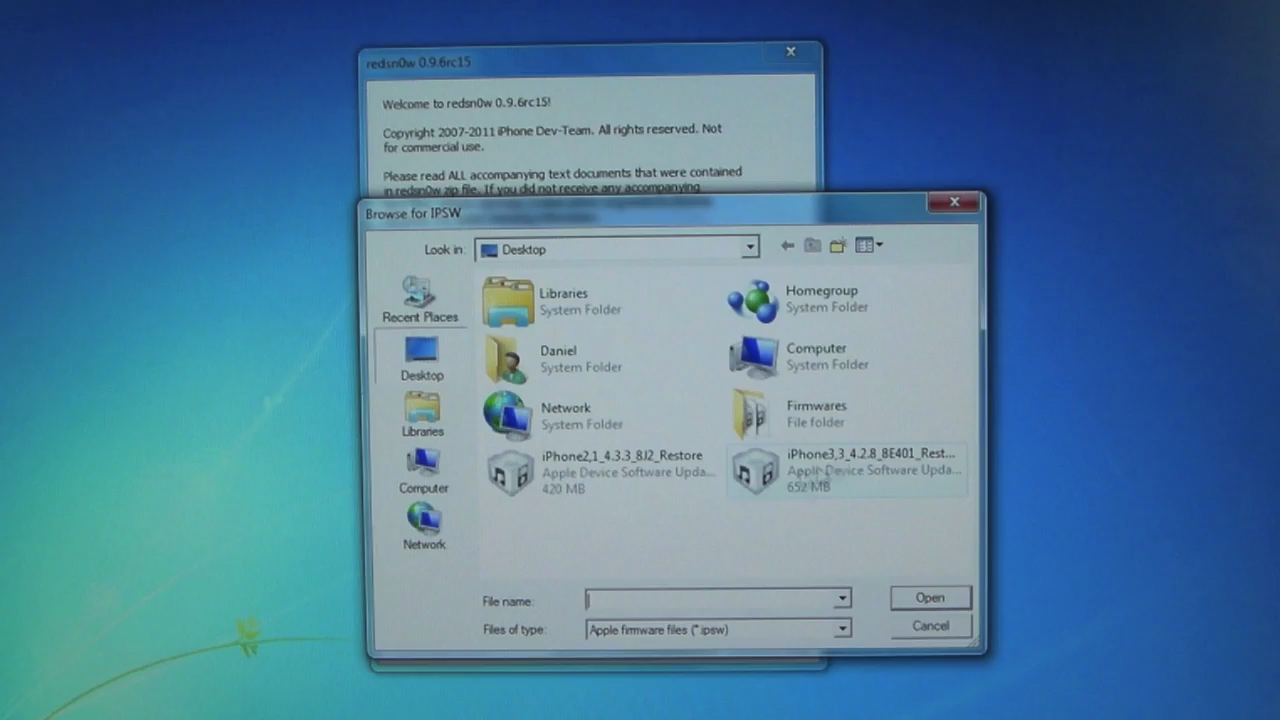 redsn0w 0.9.6rc15
Welcome to redsn0w 0.9.6rc15!
Copyright 2007-2011 iPhone Dev-Team. All rights reserved. Not
for commercial use.
Please read ALL accompanying text documents that were contained
in redsn0w zip file. If you did not receive any accompanying
Browse for IPSW
Look in:
Desktop
Recent Places
Desktop
Libraries
Computer
Network
Libraries
System Folder
Homegroup
System Folder
Daniel
System Folder
Computer
System Folder
Network
System Folder
Firmwares
File folder
iPhone2,1_4.3.3_8J2_Restore
Apple Device Software Upda...
420 MB
iPhone3,3_4.2.8_8E401_Rest...
Apple Device Software Upda...
652 MB
File name:
Open
Files of type:
Apple firmware files (*.ipsw)
Cancel